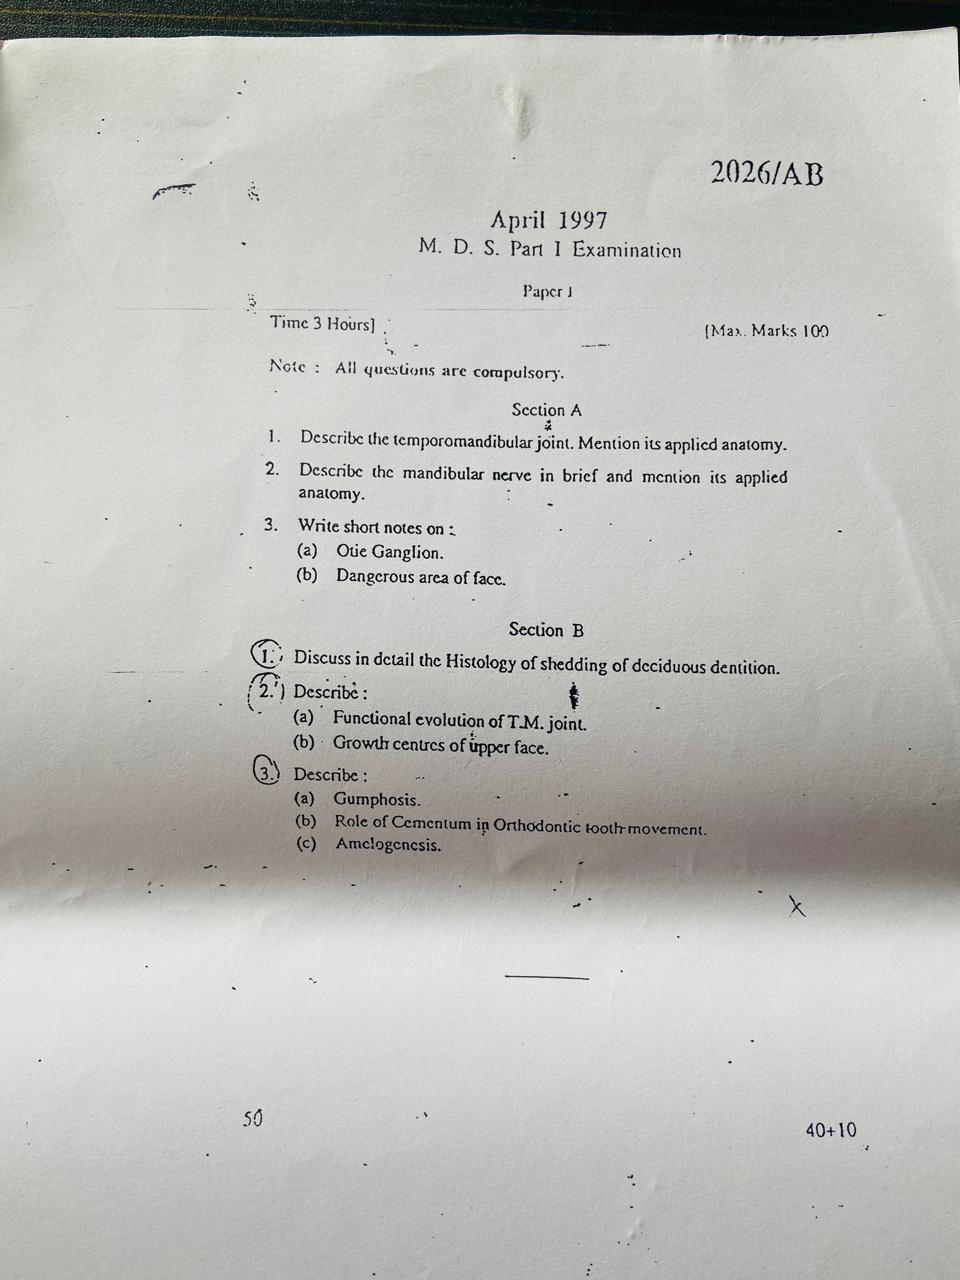 2026/AB
April 1997
M. D. S. Part I Examination
Paper I
Time 3 Hours]
[Max. Marks 100
Note : All questions are compulsory.
Section A
1. Describe the temporomandibular joint. Mention its applied anatomy.
2. Describe the mandibular nerve in brief and mention its applied
anatomy.
3. Write short notes on :
(a) Otic Ganglion.
(b) Dangerous area of face.
Section B
1. Discuss in detail the Histology of shedding of deciduous dentition.
2. Describe :
(a) Functional evolution of T.M. joint.
(b) Growth centres of upper face.
3. Describe :
(a) Gumphosis.
(b) Role of Cementum in Orthodontic tooth movement.
(c) Amelogenesis.
X
50
40+10